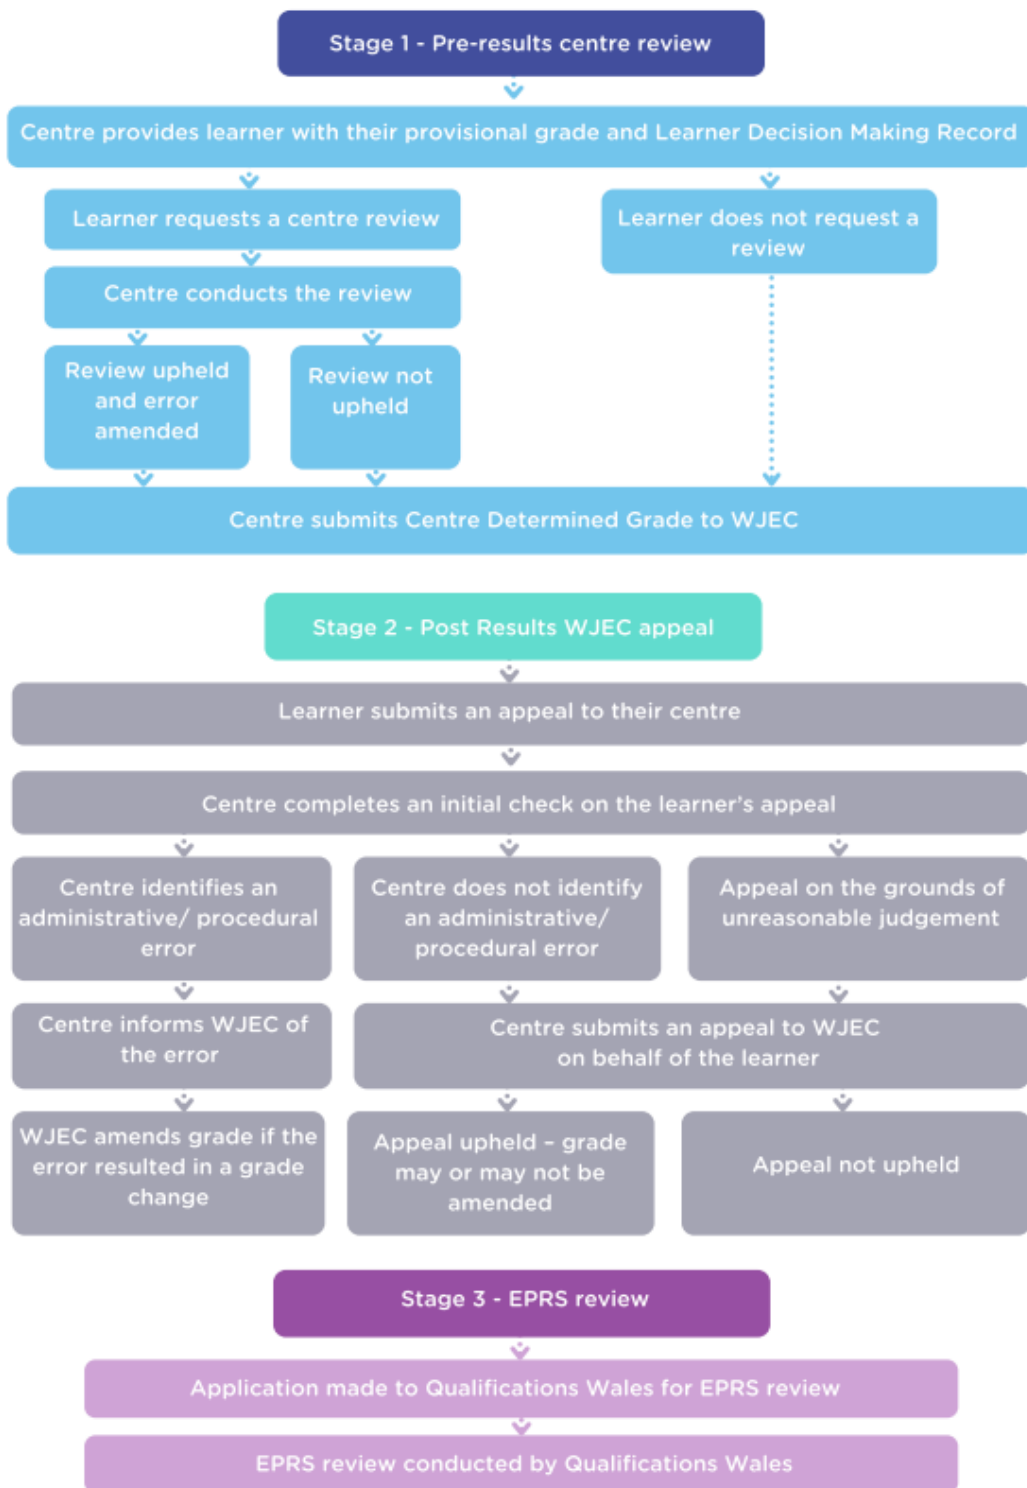 Stage 1 - Pre-results centre review
Centre provides learner with their provisional grade and Learner Decision Making Record
Learner requests a centre review
Learner does not request a
review
Centre conducts the review
Review upheld
and error
amended
Review not
upheld
Centre submits Centre Determined Grade to WJEC
Stage 2 - Post Results WJEC appeal
Learner submits an appeal to their centre
Centre completes an initial check on the learner's appeal
Centre identifies an
administrative/ procedural
error
Centre does not identify
an administrative/
procedural error
Appeal on the grounds of
unreasonable judgement
Centre informs WJEC of
the error
Centre submits an appeal to WJEC
on behalf of the learner
WJEC amends grade if the
error resulted in a grade
change
Appeal upheld – grade
may or may not be
amended
Appeal not upheld
Stage 3 - EPRS review
Application made to Qualifications Wales for EPRS review
EPRS review conducted by Qualifications Wales